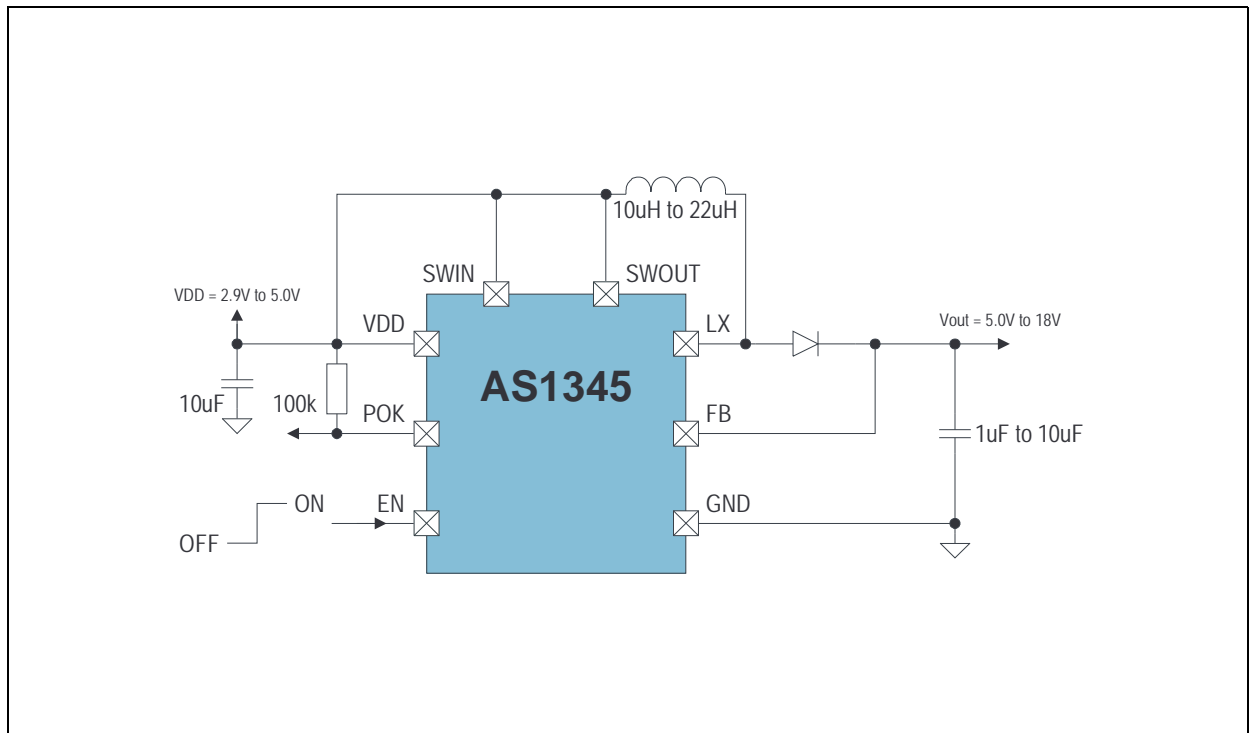 10uH to 22uH
SWIN
SWOUT
VDD = 2.9V to 5.0V
VDD
LX
Vout = 5.0V to 18V
AS1345
10uF
100k
POK
FB
1uF to 10uF
ON
EN
GND
OFF